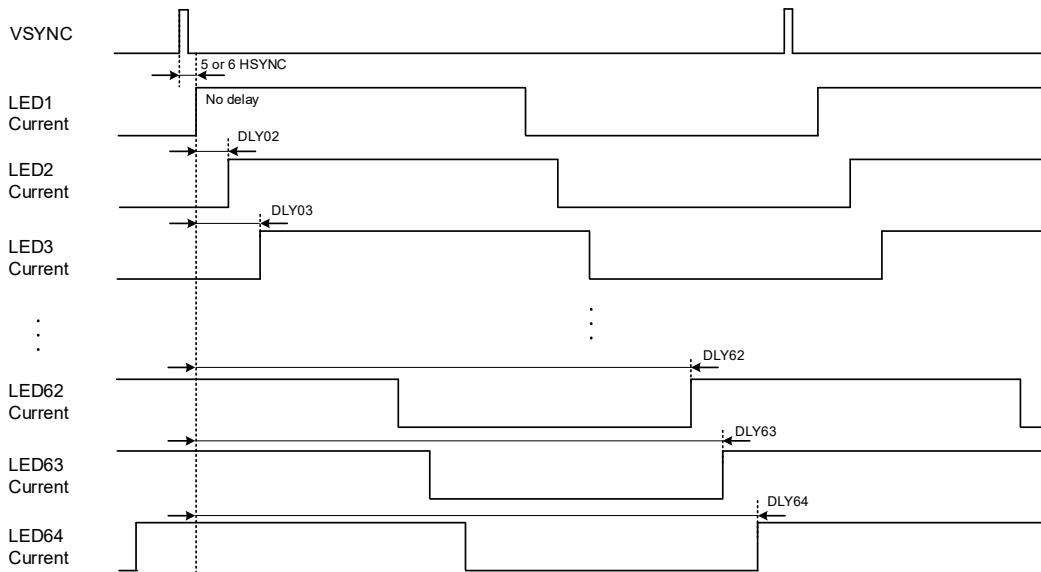 VSYNC
5 or 6 HSYNC
LED1
Current
No delay
DLY02
LED2
Current
DLY03
LED3
Current
DLY62
LED62
Current
DLY63
LED63
Current
DLY64
LED64
Current